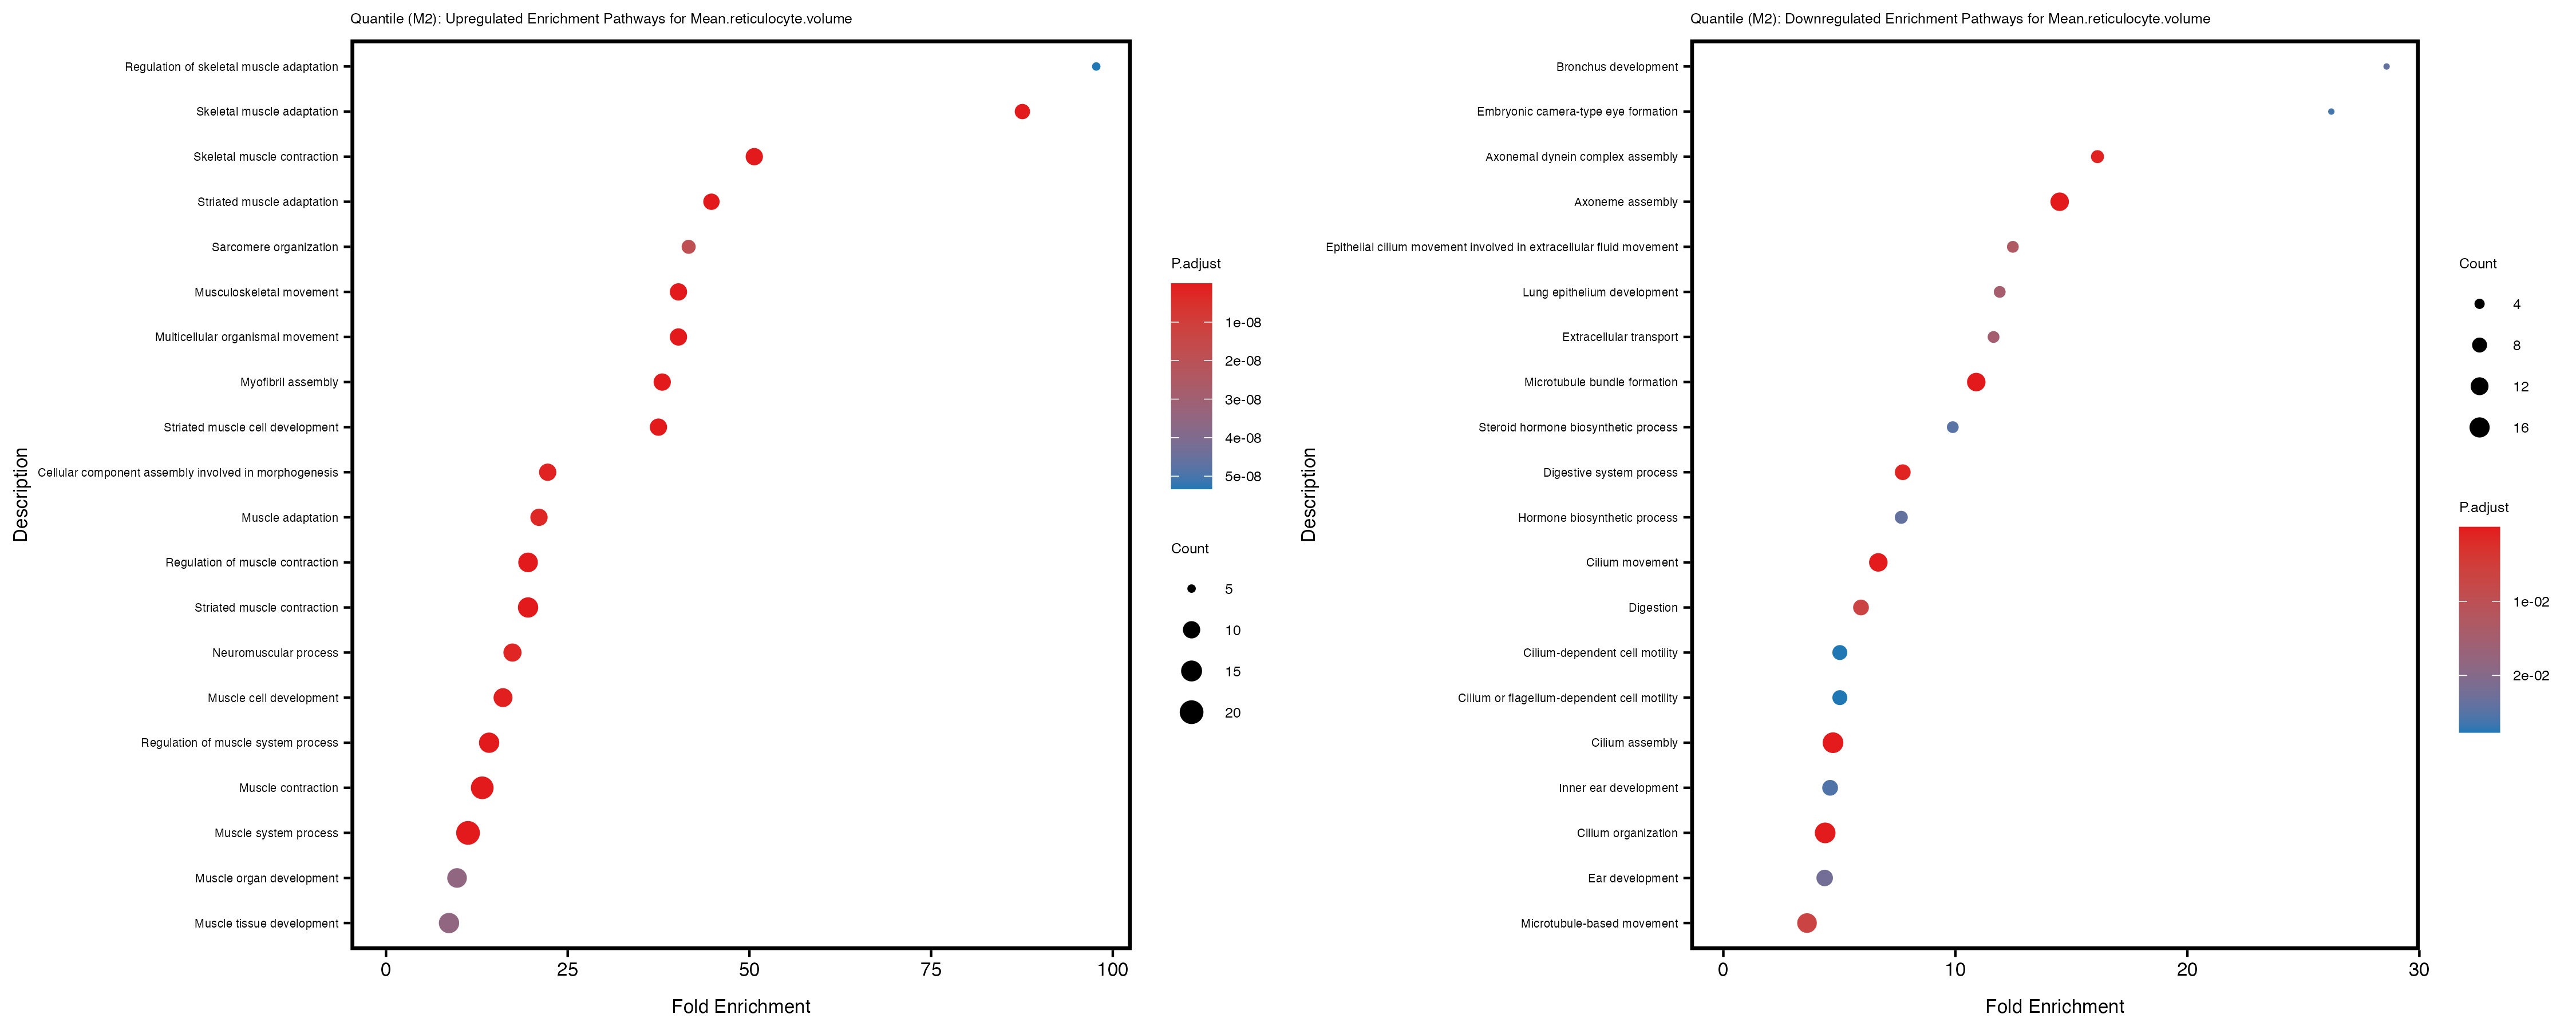 Quantile (M2): Upregulated Enrichment Pathways for Mean.reticulocyte.volume
Description
Regulation of skeletal muscle adaptation
Skeletal muscle adaptation
Skeletal muscle contraction
Striated muscle adaptation
Sarcomere organization
Musculoskeletal movement
Multicellular organismal movement
Myofibril assembly
Striated muscle cell development
Cellular component assembly involved in morphogenesis
Muscle adaptation
Regulation of muscle contraction
Striated muscle contraction
Neuromuscular process
Muscle cell development
Regulation of muscle system process
Muscle contraction
Muscle system process
Muscle organ development
Muscle tissue development
0 25 50 75 100
Fold Enrichment
P.adjust
1e-08
2e-08
3e-08
4e-08
5e-08
Count
5
10
15
20
Quantile (M2): Downregulated Enrichment Pathways for Mean.reticulocyte.volume
Description
Bronchus development
Embryonic camera-type eye formation
Axonemal dynein complex assembly
Axoneme assembly
Epithelial cilium movement involved in extracellular fluid movement
Lung epithelium development
Extracellular transport
Microtubule bundle formation
Steroid hormone biosynthetic process
Digestive system process
Hormone biosynthetic process
Cilium movement
Digestion
Cilium-dependent cell motility
Cilium or flagellum-dependent cell motility
Cilium assembly
Inner ear development
Cilium organization
Ear development
Microtubule-based movement
0 10 20 30
Fold Enrichment
Count
4
8
12
16
P.adjust
1e-02
2e-02